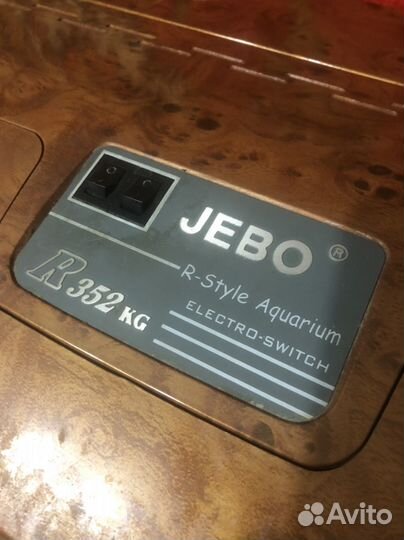 JEBO ®
R-Style Aquarium
ELECTRO-SWITCH
R 352 KG
Avito